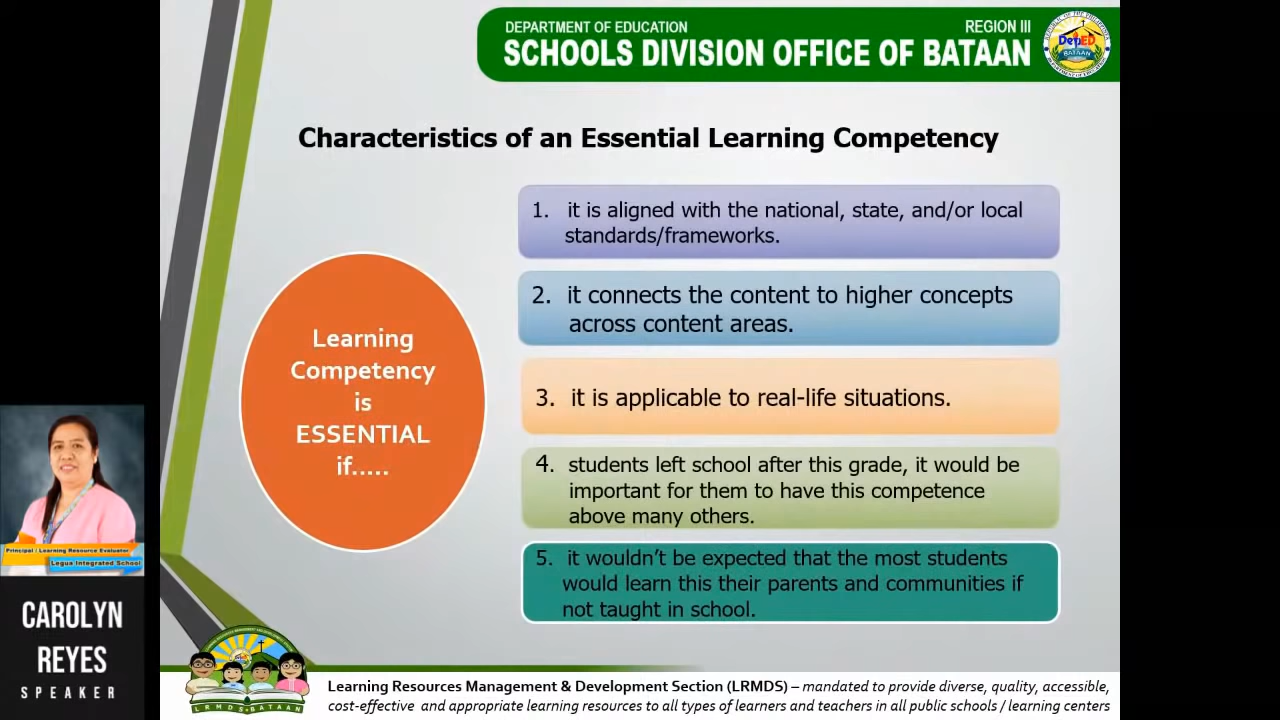 DEPARTMENT OF EDUCATION
REGION III
SCHOOLS DIVISION OFFICE OF BATAAN
DepED
BATAAN
Characteristics of an Essential Learning Competency
Learning
Competency
is
ESSENTIAL
if.....
1. it is aligned with the national, state, and/or local
standards/frameworks.
2. it connects the content to higher concepts
across content areas.
3. it is applicable to real-life situations.
4. students left school after this grade, it would be
important for them to have this competence
above many others.
5. it wouldn't be expected that the most students
would learn this their parents and communities if
not taught in school.
Principal / Learning Resource Evaluator
Legua Integrated School
CAROLYN
REYES
SPEAKER
LRMDS BATAAN
Learning Resources Management & Development Section (LRMDS) – mandated to provide diverse, quality, accessible,
cost-effective and appropriate learning resources to all types of learners and teachers in all public schools / learning centers